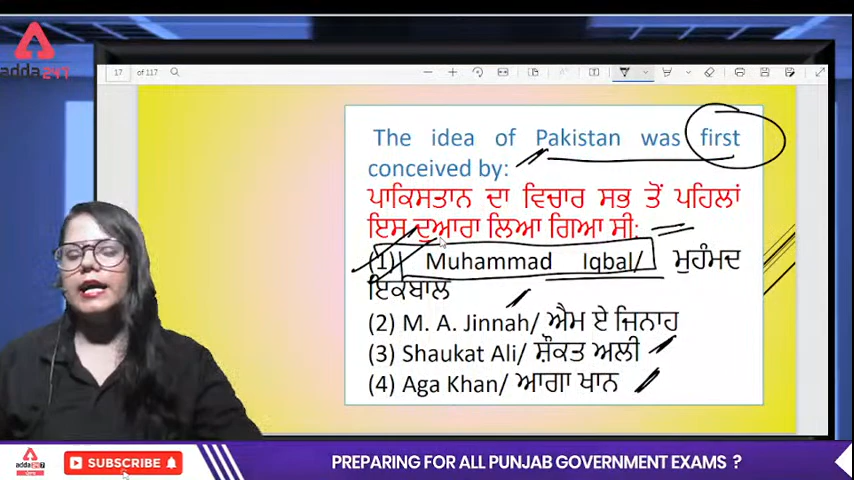 adda247
17 of 117
The idea of Pakistan was first
conceived by:
ਪਾਕਿਸਤਾਨ ਦਾ ਵਿਚਾਰ ਸਭ ਤੋਂ ਪਹਿਲਾਂ
ਇਸ ਦੁਆਰਾ ਲਿਆ ਗਿਆ ਸੀ:
(1) Muhammad Iqbal/ ਮੁਹੰਮਦ
ਇਕਬਾਲ
(2) M. A. Jinnah/ ਐਮ ਏ ਜਿਨਾਹ
(3) Shaukat Ali/ ਸ਼ੌਕਤ ਅਲੀ
(4) Aga Khan/ ਆਗਾ ਖਾਨ
adda247
SUBSCRIBE
PREPARING FOR ALL PUNJAB GOVERNMENT EXAMS ?